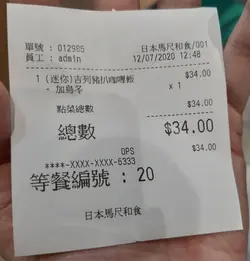 單號 : 012985 日本馬尺和食/001
員工 : admin 12/07/2020 12:48
1 (迷你)吉列豬扒咖喱飯 $34.00
- 加烏冬 x 1
點菜總數 $34.00
總數 $34.00
OPS $34.00
****-XXXX-XXXX-6333
等餐編號 : 20
日本馬尺和食